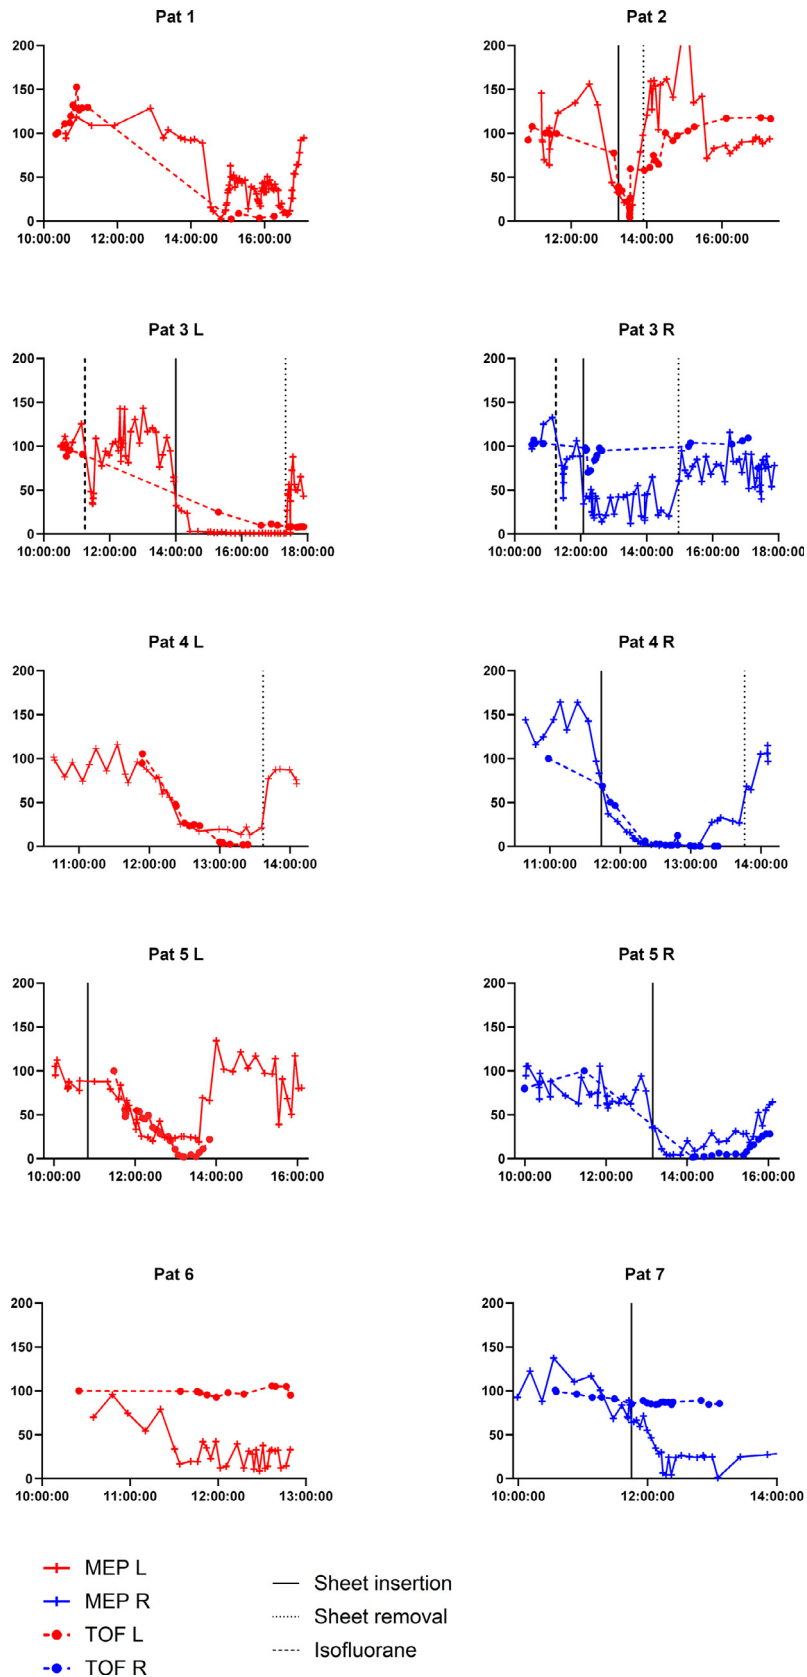 Pat 1
200
150
100
50
0
10:00:00 12:00:00 14:00:00 16:00:00
Pat 2
200
150
100
50
0
12:00:00 14:00:00 16:00:00
Pat 3 L
200
150
100
50
0
10:00:00 12:00:00 14:00:00 16:00:00 18:00:00
Pat 3 R
200
150
100
50
0
10:00:00 12:00:00 14:00:00 16:00:00 18:00:00
Pat 4 L
200
150
100
50
0
11:00:00 12:00:00 13:00:00 14:00:00
Pat 4 R
200
150
100
50
0
11:00:00 12:00:00 13:00:00 14:00:00
Pat 5 L
200
150
100
50
0
10:00:00 12:00:00 14:00:00 16:00:00
Pat 5 R
200
150
100
50
0
10:00:00 12:00:00 14:00:00 16:00:00
Pat 6
200
150
100
50
0
10:00:00 11:00:00 12:00:00 13:00:00
Pat 7
200
150
100
50
0
10:00:00 12:00:00 14:00:00
MEP L
MEP R
TOF L
TOF R
Sheet insertion
Sheet removal
Isofluorane